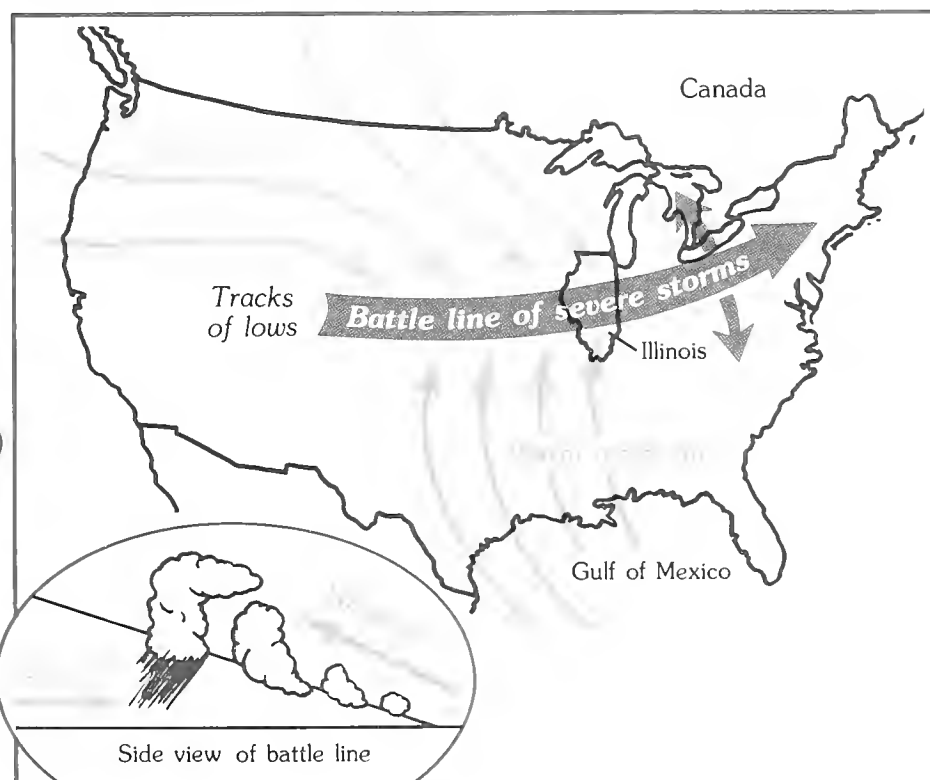 Canada
Tracks
of lows
Battle line of severe storms
Illinois
Gulf of Mexico
Side view of battle line